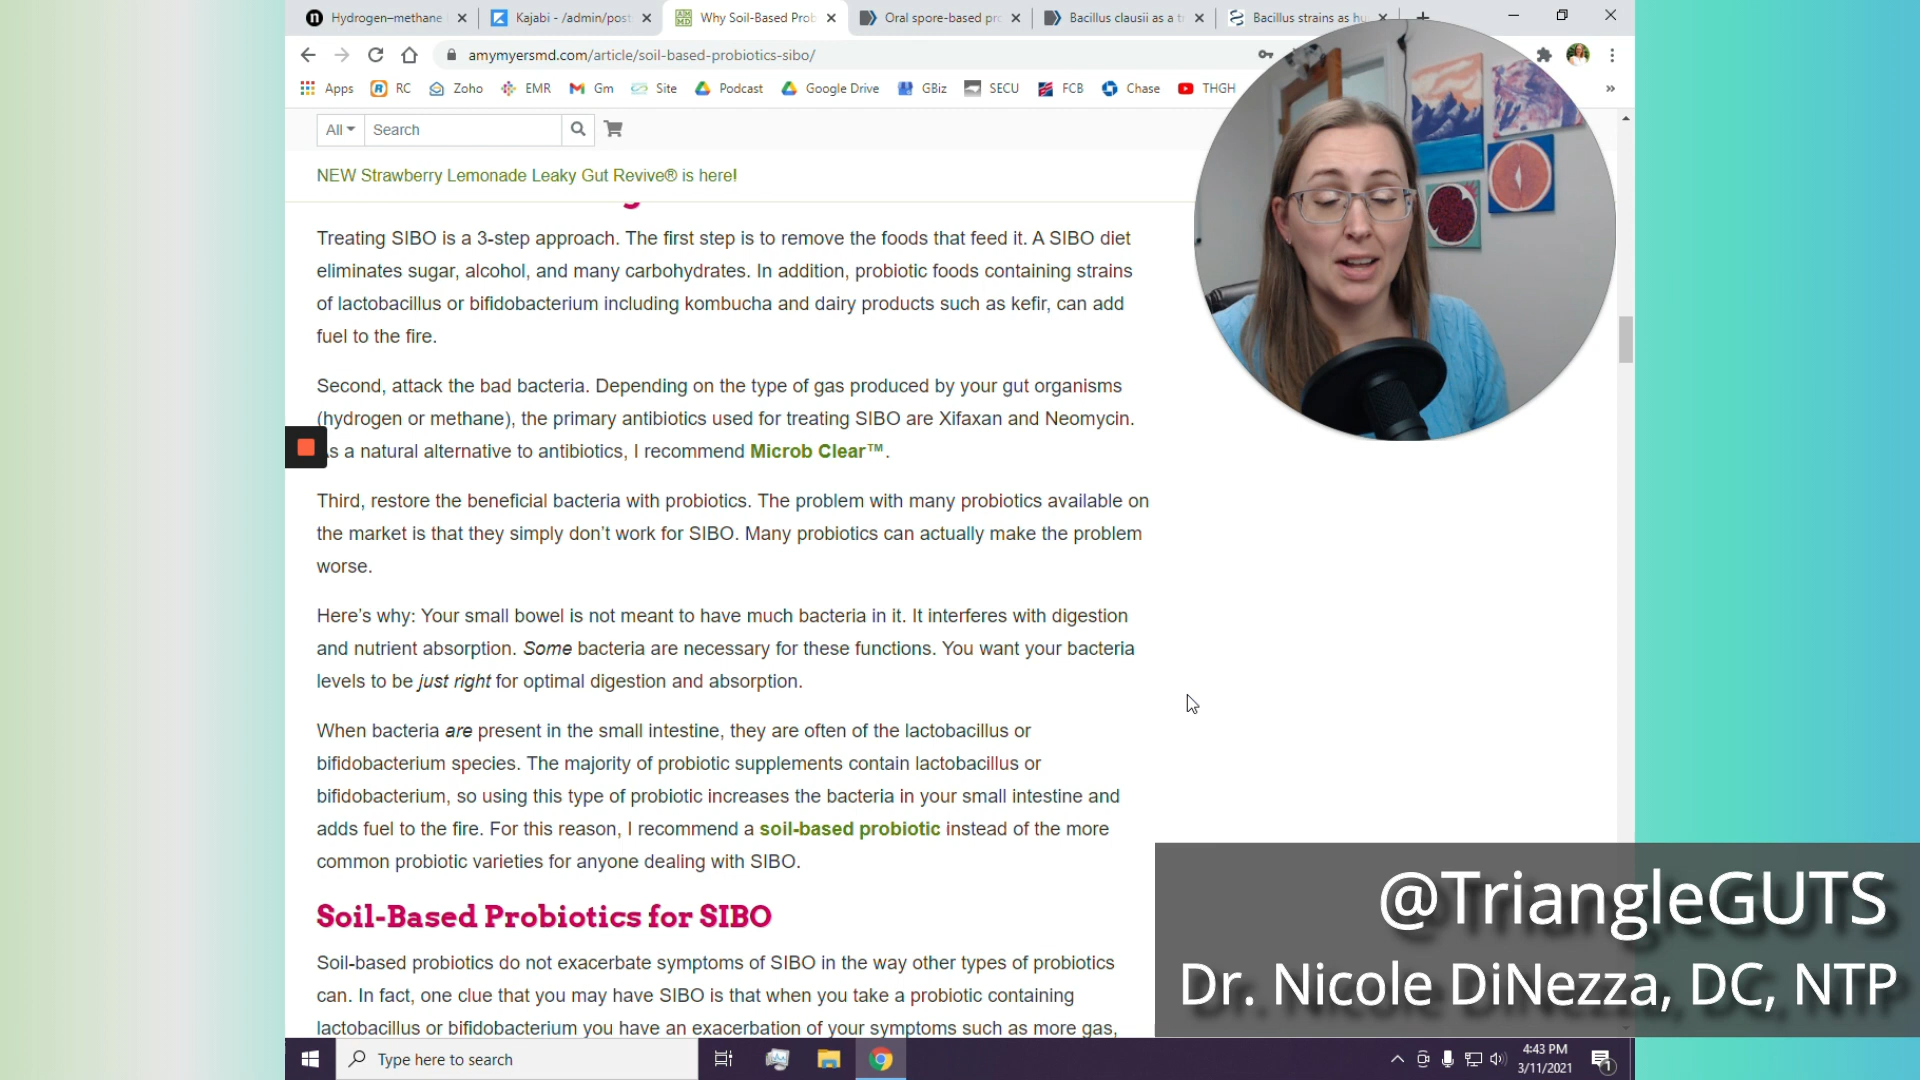 Hydrogen–methane
Kajabi - /admin/post
Why Soil-Based Prob
Oral spore-based pro
Bacillus clausii as a t
Bacillus strains as hu
amymyersmd.com/article/soil-based-probiotics-sibo/
Apps
RC
Zoho
EMR
Gm
Site
Podcast
Google Drive
GBiz
SECU
FCB
Chase
THGH
»
All
Search
NEW Strawberry Lemonade Leaky Gut Revive® is here!
Treating SIBO is a 3-step approach. The first step is to remove the foods that feed it. A SIBO diet
eliminates sugar, alcohol, and many carbohydrates. In addition, probiotic foods containing strains
of lactobacillus or bifidobacterium including kombucha and dairy products such as kefir, can add
fuel to the fire.
Second, attack the bad bacteria. Depending on the type of gas produced by your gut organisms
(hydrogen or methane), the primary antibiotics used for treating SIBO are Xifaxan and Neomycin.
As a natural alternative to antibiotics, I recommend Microb Clear™.
Third, restore the beneficial bacteria with probiotics. The problem with many probiotics available on
the market is that they simply don’t work for SIBO. Many probiotics can actually make the problem
worse.
Here’s why: Your small bowel is not meant to have much bacteria in it. It interferes with digestion
and nutrient absorption. Some bacteria are necessary for these functions. You want your bacteria
levels to be just right for optimal digestion and absorption.
When bacteria are present in the small intestine, they are often of the lactobacillus or
bifidobacterium species. The majority of probiotic supplements contain lactobacillus or
bifidobacterium, so using this type of probiotic increases the bacteria in your small intestine and
adds fuel to the fire. For this reason, I recommend a soil-based probiotic instead of the more
common probiotic varieties for anyone dealing with SIBO.
Soil-Based Probiotics for SIBO
Soil-based probiotics do not exacerbate symptoms of SIBO in the way other types of probiotics
can. In fact, one clue that you may have SIBO is that when you take a probiotic containing
lactobacillus or bifidobacterium you have an exacerbation of your symptoms such as more gas,
@TriangleGUTS
Dr. Nicole DiNezza, DC, NTP
Type here to search
4:43 PM
3/11/2021
1